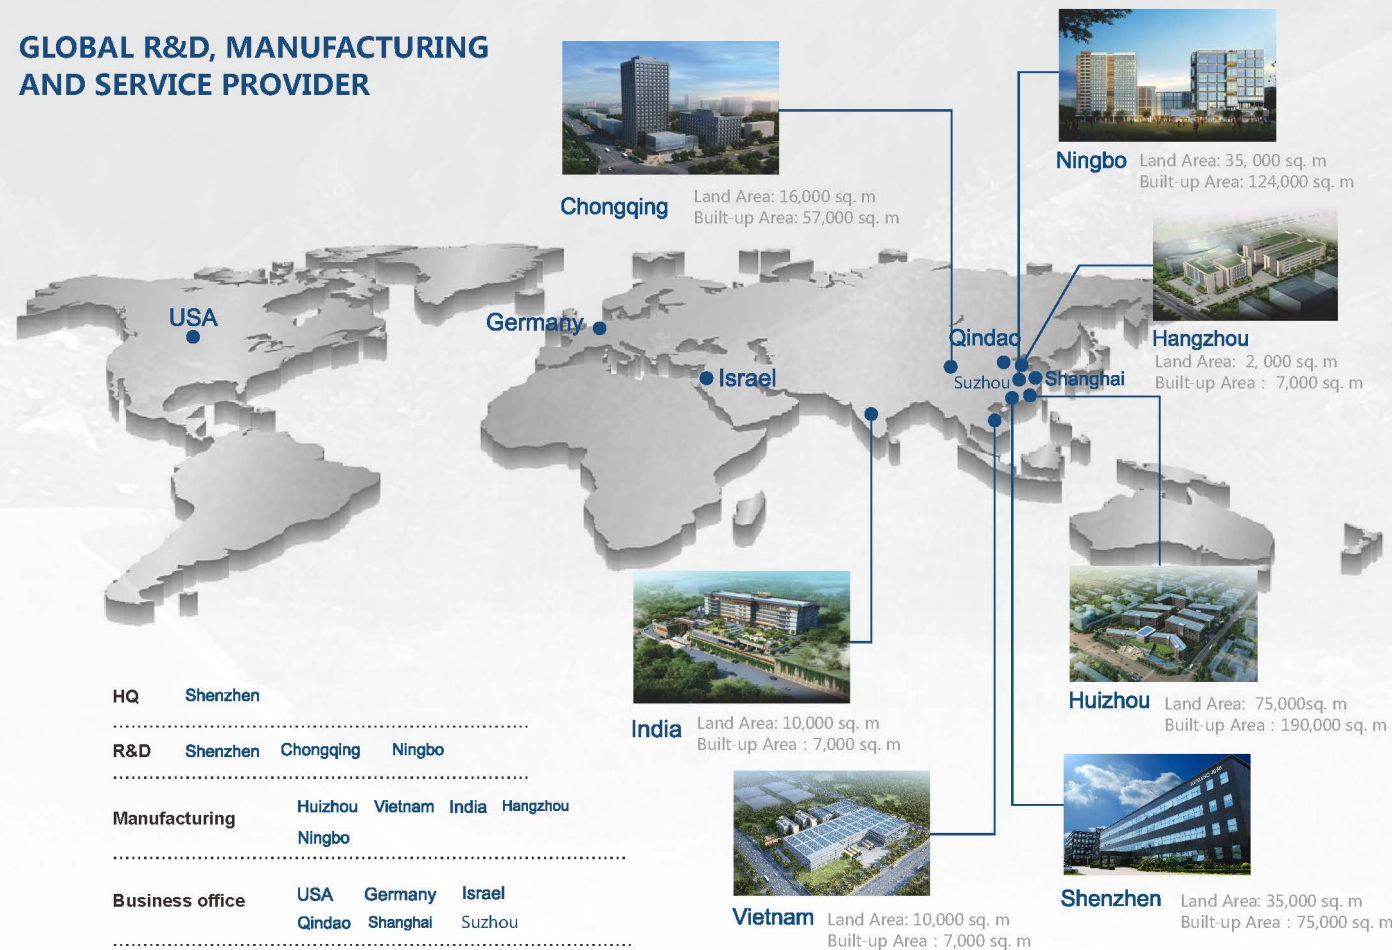 GLOBAL R&D, MANUFACTURING
AND SERVICE PROVIDER
Chongqing
Land Area: 16,000 sq. m
Built-up Area: 57,000 sq. m
Ningbo
Land Area: 35, 000 sq. m
Built-up Area: 124,000 sq. m
Hangzhou
Land Area: 2, 000 sq. m
Built-up Area : 7,000 sq. m
USA
Germany
Israel
Qindao
Suzhou
Shanghai
India
Land Area: 10,000 sq. m
Built-up Area : 7,000 sq. m
Huizhou
Land Area: 75,000sq. m
Built-up Area : 190,000 sq. m
Vietnam
Land Area: 10,000 sq. m
Built-up Area : 7,000 sq. m
Shenzhen
Land Area: 35,000 sq. m
Built-up Area : 75,000 sq. m
HQ Shenzhen
R&D Shenzhen Chongqing Ningbo
Manufacturing Huizhou Vietnam India Hangzhou
Ningbo
Business office USA Germany Israel
Qindao Shanghai Suzhou